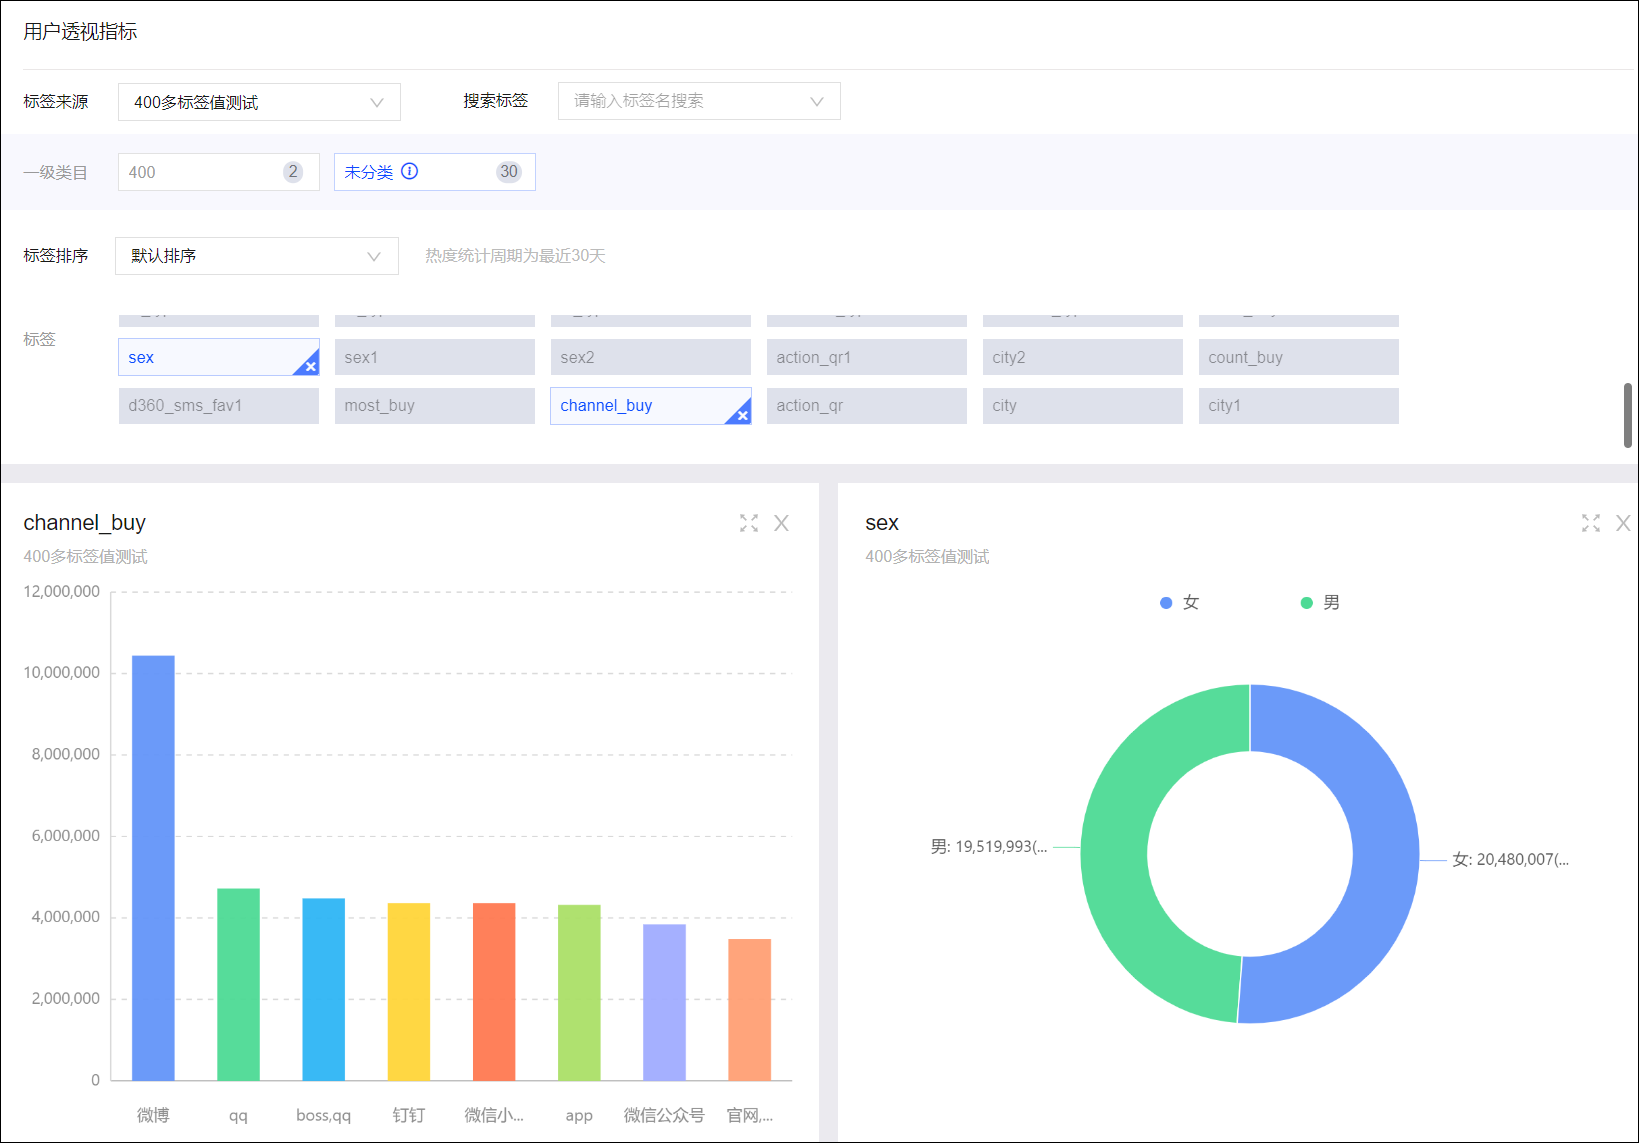 用户透视指标
标签来源 400多标签值测试 搜索标签 请输入标签名搜索
一级类目 400 2 未分类 30
标签排序 默认排序 热度统计周期为最近30天
标签
sex sex1 sex2 action_qr1 city2 count_buy
d360_sms_fav1 most_buy channel_buy action_qr city city1
channel_buy
400多标签值测试
12,000,000
10,000,000
8,000,000
6,000,000
4,000,000
2,000,000
0
微博 qq boss,qq 钉钉 微信小... app 微信公众号 官网,...
sex
400多标签值测试
女 男
男: 19,519,993(...
女: 20,480,007(...